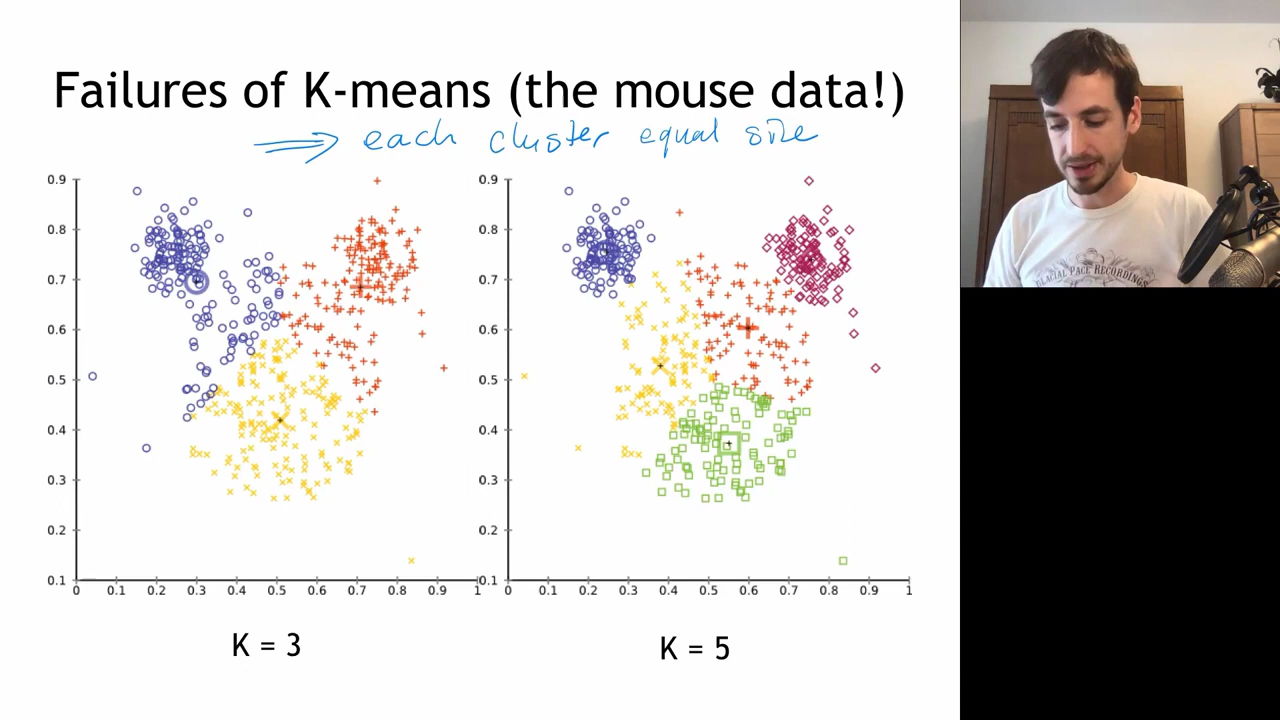 Failures of K-means (the mouse data!)
⟹ each cluster equal size
0.9
0.8
0.7
0.6
0.5
0.4
0.3
0.2
0.1
0 0.1 0.2 0.3 0.4 0.5 0.6 0.7 0.8 0.9 1
0.9
0.8
0.7
0.6
0.5
0.4
0.3
0.2
0.1
0 0.1 0.2 0.3 0.4 0.5 0.6 0.7 0.8 0.9 1
K = 3
K = 5
GLACIAL PACE RECORDINGS